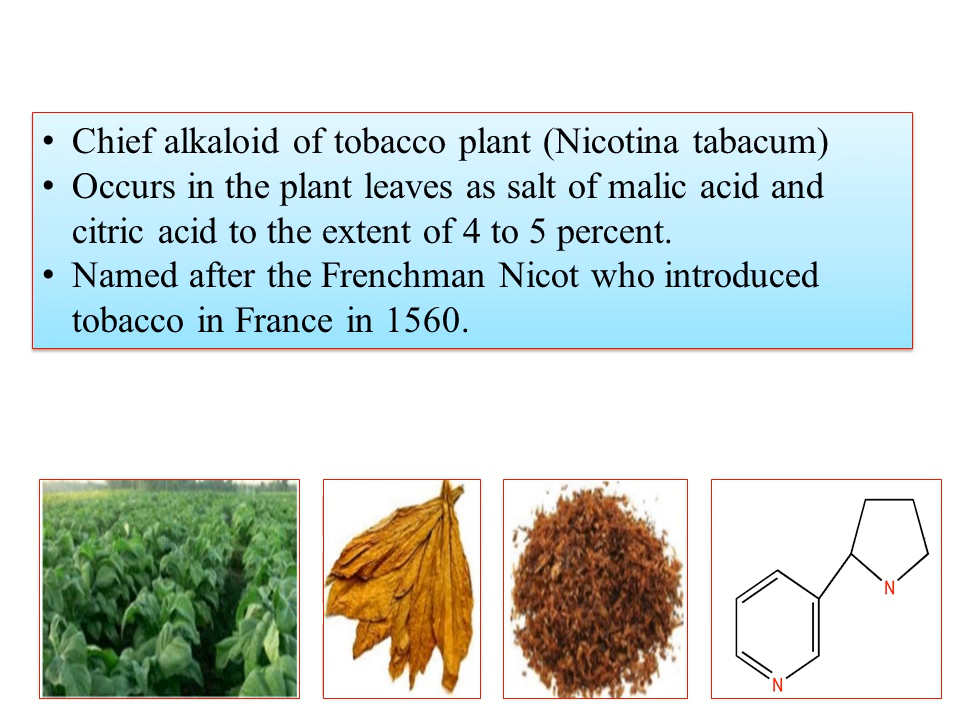 • Chief alkaloid of tobacco plant (Nicotina tabacum)
• Occurs in the plant leaves as salt of malic acid and
citric acid to the extent of 4 to 5 percent.
• Named after the Frenchman Nicot who introduced
tobacco in France in 1560.
N
N